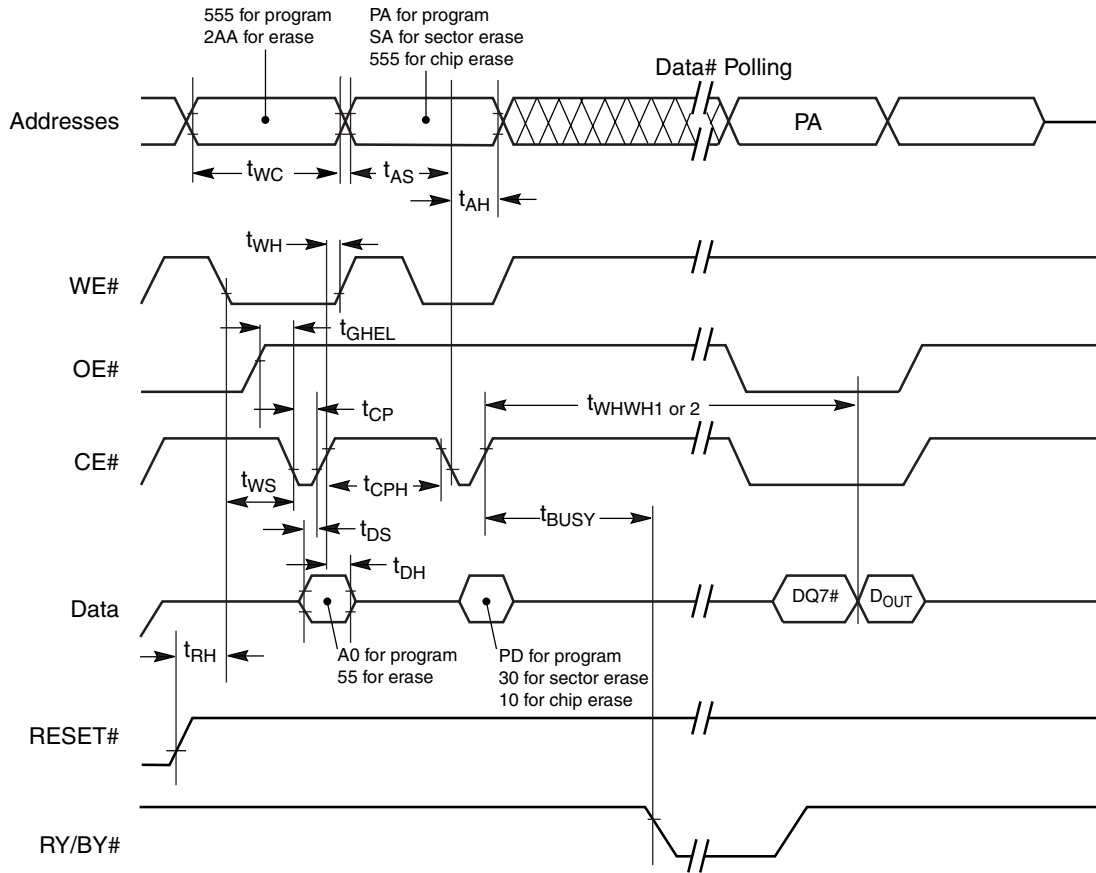 555 for program
2AA for erase
PA for program
SA for sector erase
555 for chip erase
Data# Polling
Addresses
PA
tWC
tAS
tAH
tWH
WE#
tGHEL
OE#
tCP
tWHWH1 or 2
CE#
tWS
tCPH
tBUSY
tDS
tDH
Data
DQ7#
DOUT
tRH
A0 for program
55 for erase
PD for program
30 for sector erase
10 for chip erase
RESET#
RY/BY#